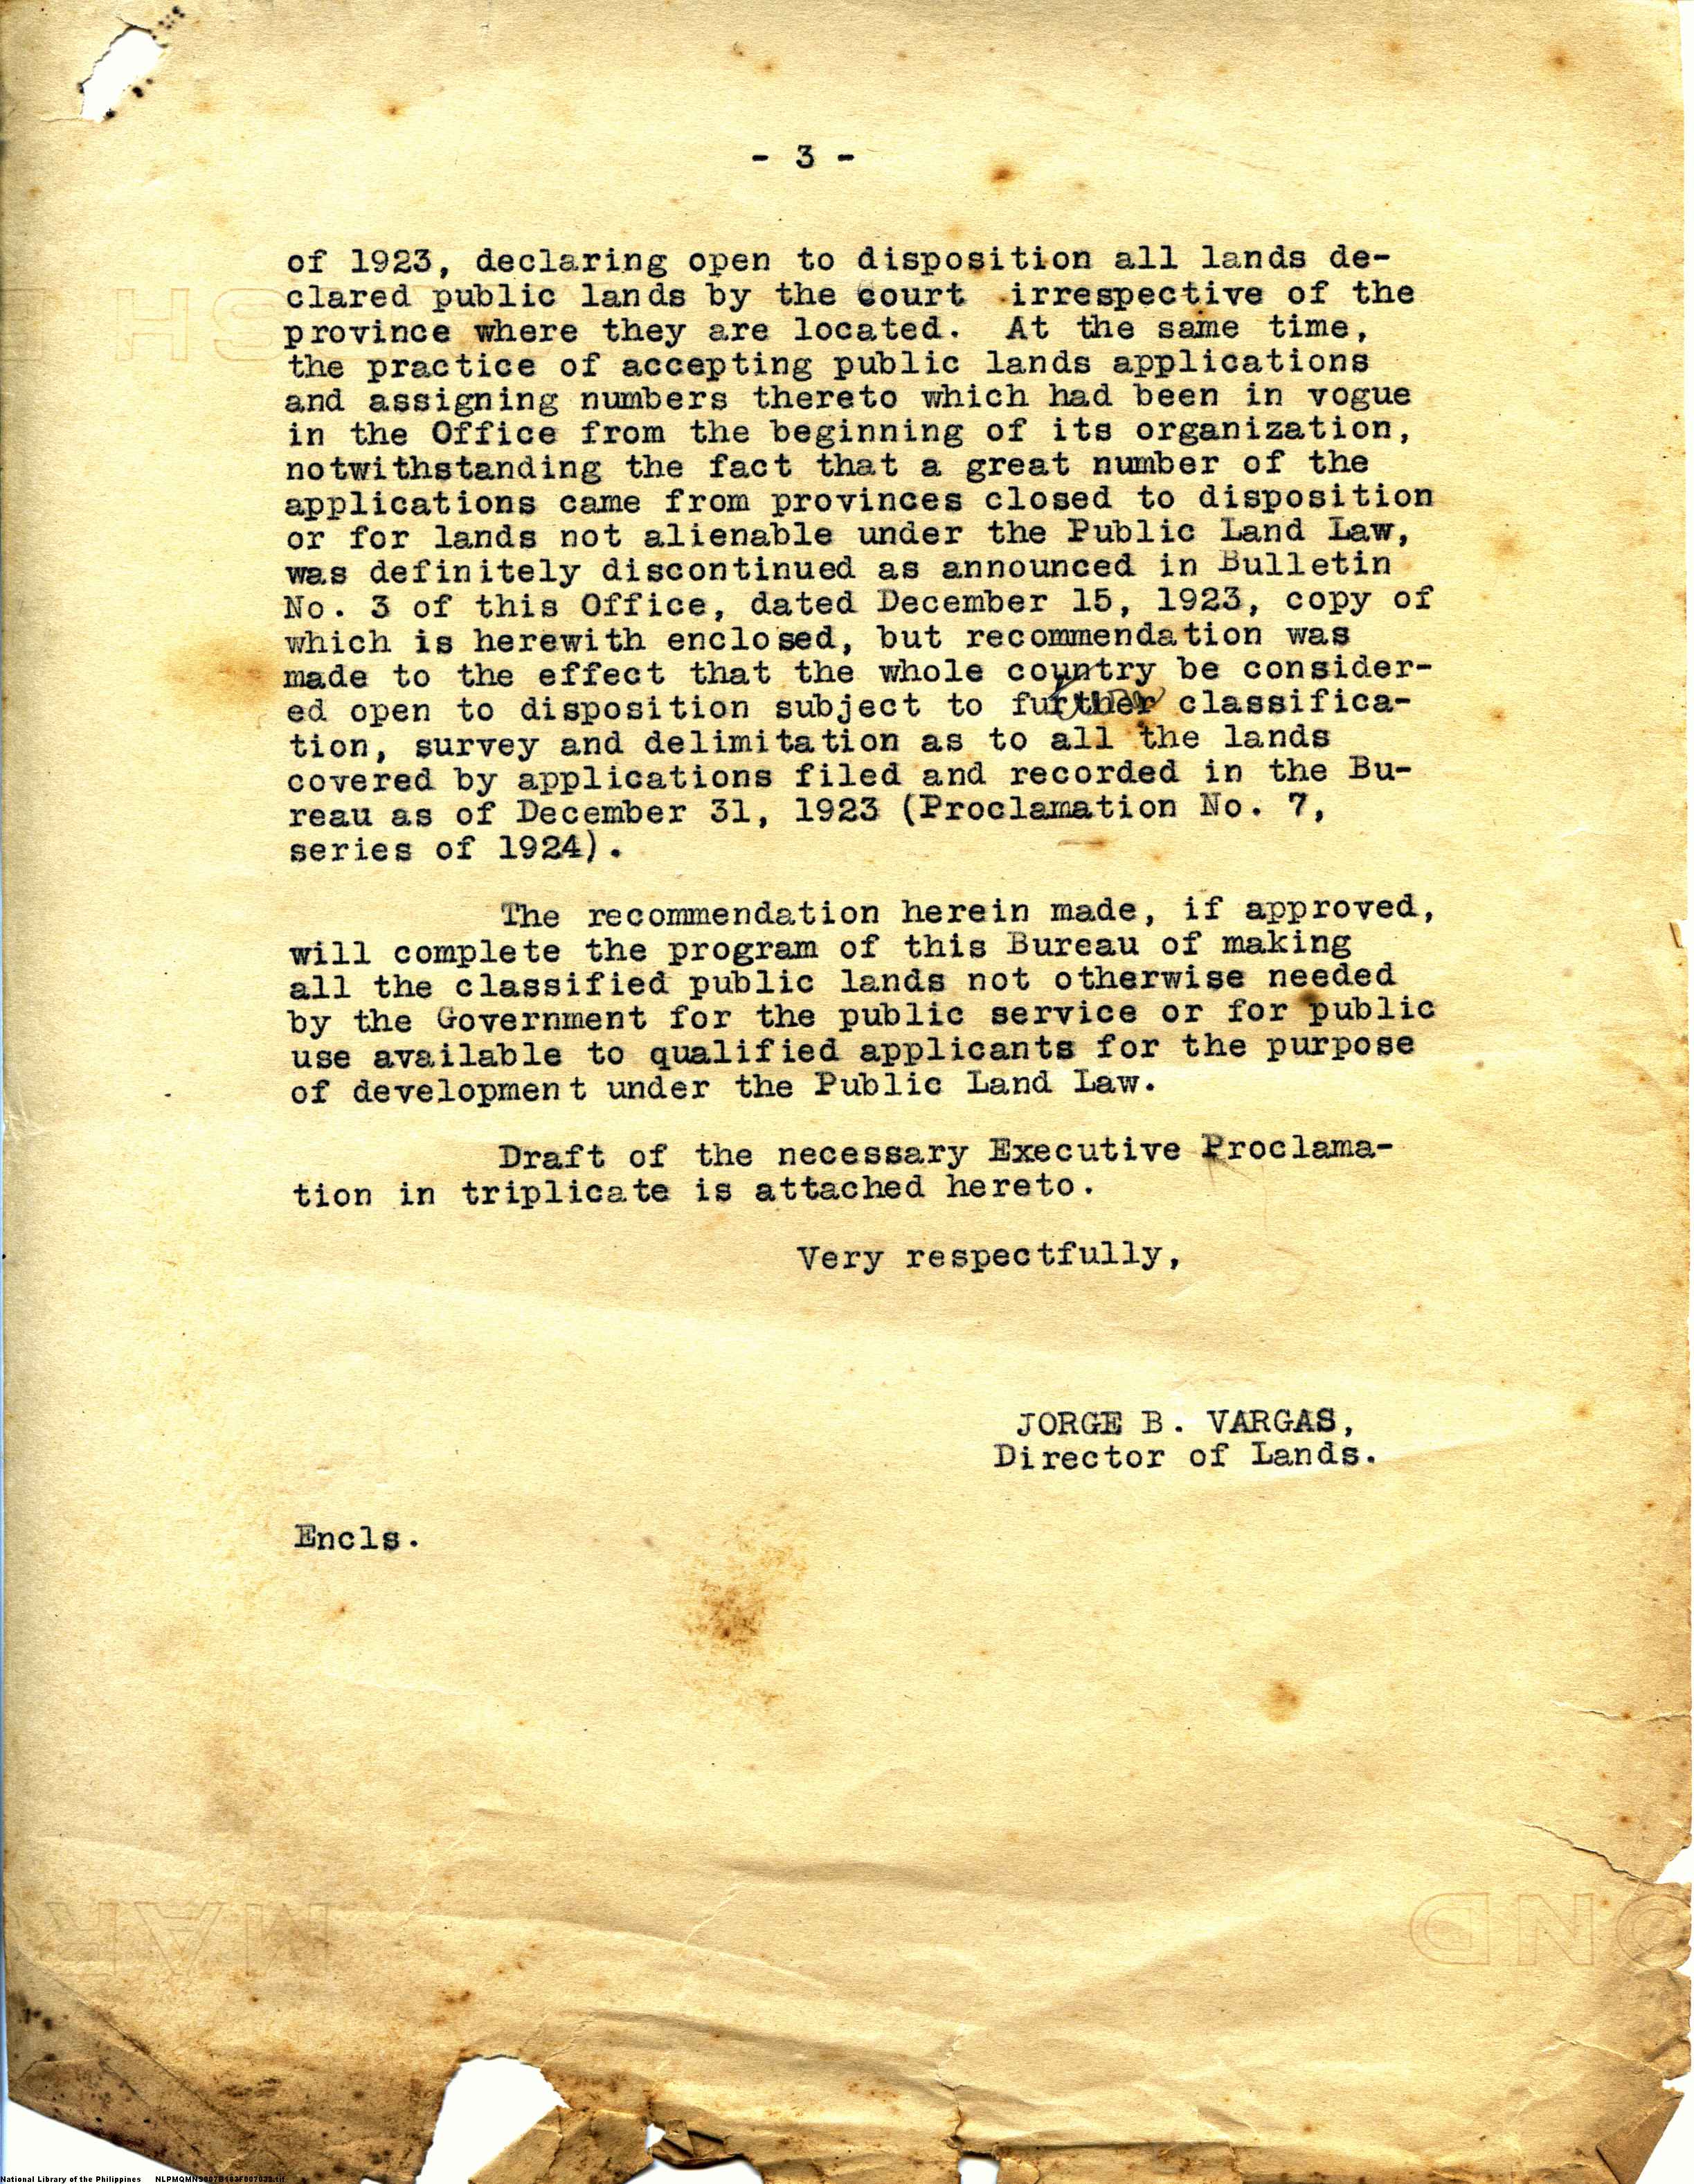 - 3 -
of 1923, declaring open to disposition all lands de-
clared public lands by the court irrespective of the
province where they are located. At the same time,
the practice of accepting public lands applications
and assigning numbers thereto which had been in vogue
in the Office from the beginning of its organization,
notwithstanding the fact that a great number of the
applications came from provinces closed to disposition
or for lands not alienable under the Public Land Law,
was definitely discontinued as announced in Bulletin
No. 3 of this Office, dated December 15, 1923, copy of
which is herewith enclosed, but recommendation was
made to the effect that the whole country be consider-
ed open to disposition subject to further classifica-
tion, survey and delimitation as to all the lands
covered by applications filed and recorded in the Bu-
reau as of December 31, 1923 (Proclamation No. 7,
series of 1924).
The recommendation herein made, if approved,
will complete the program of this Bureau of making
all the classified public lands not otherwise needed
by the Government for the public service or for public
use available to qualified applicants for the purpose
of development under the Public Land Law.
Draft of the necessary Executive Proclama-
tion in triplicate is attached hereto.
Very respectfully,
JORGE B. VARGAS,
Director of Lands.
Encls.
National Library of the Philippines